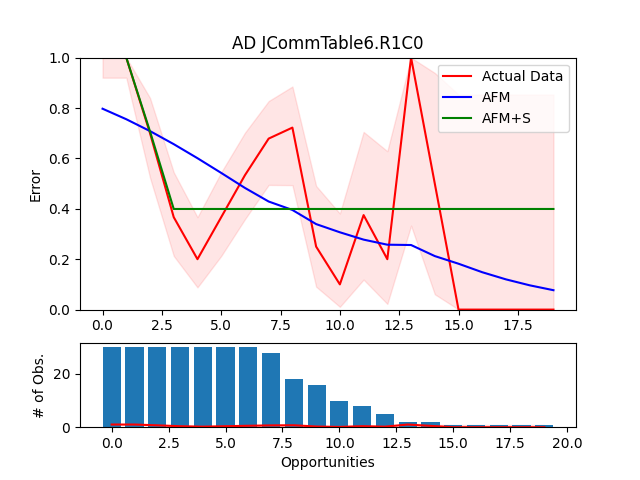 AD JCommTable6.R1C0
Error
1.0
0.8
0.6
0.4
0.2
0.0
Actual Data
AFM
AFM+S
0.0 2.5 5.0 7.5 10.0 12.5 15.0 17.5
# of Obs.
20
0
0.0 2.5 5.0 7.5 10.0 12.5 15.0 17.5 20.0
Opportunities